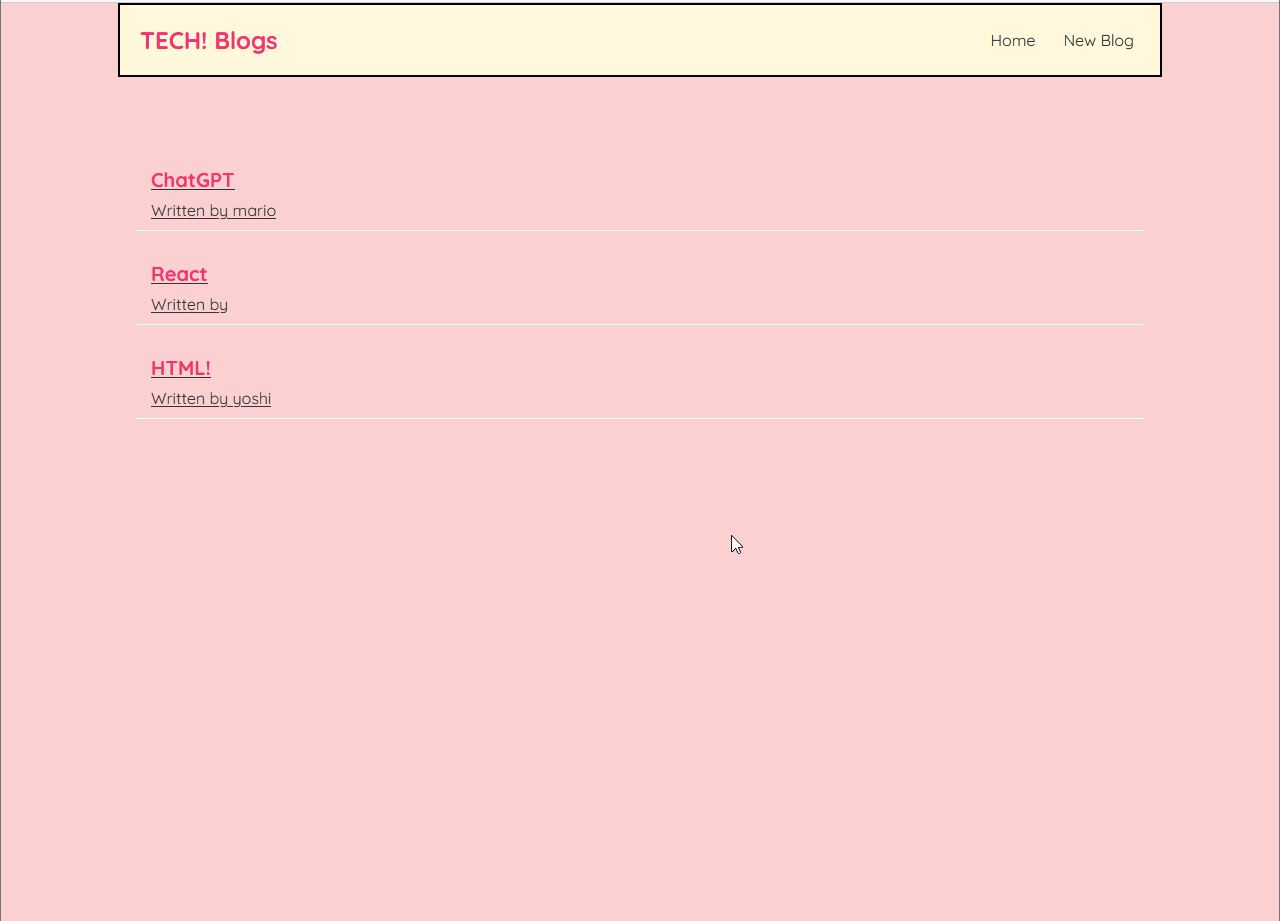 TECH! Blogs
Home New Blog
ChatGPT
Written by mario
React
Written by
HTML!
Written by yoshi